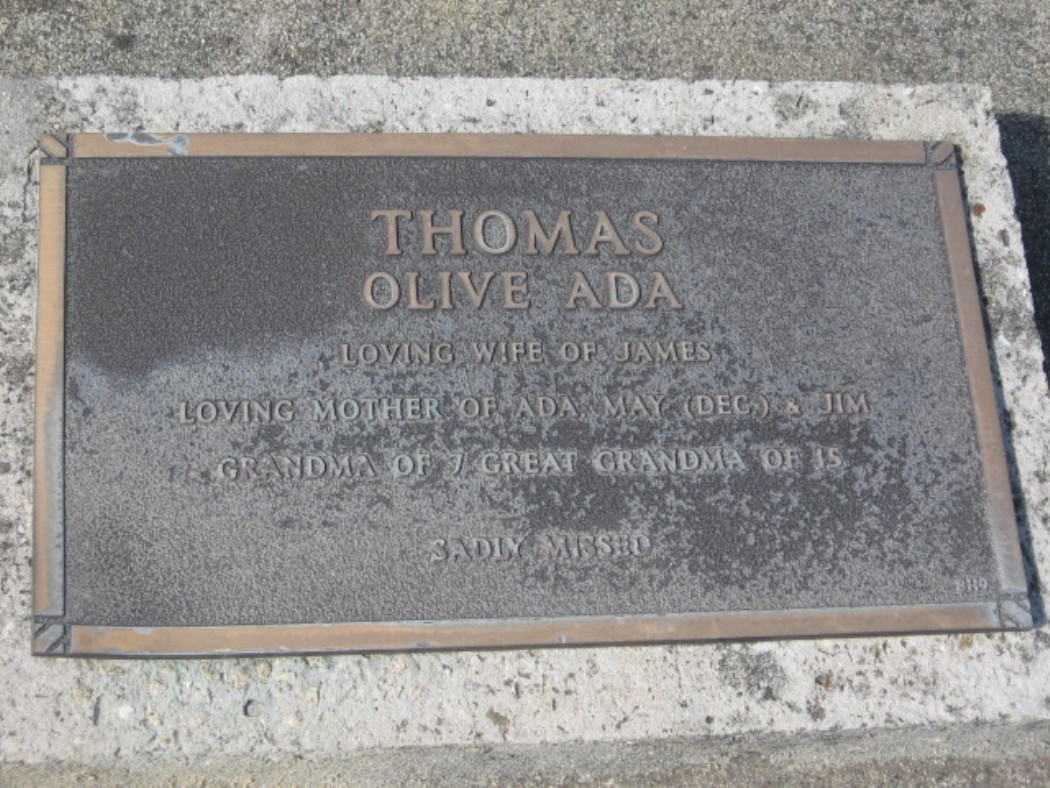 THOMAS
OLIVE ADA
LOVING WIFE OF JAMES
LOVING MOTHER OF ADA, MAY (DEC.) & JIM
GRANDMA OF 7 GREAT GRANDMA OF 15
SADLY MISSED